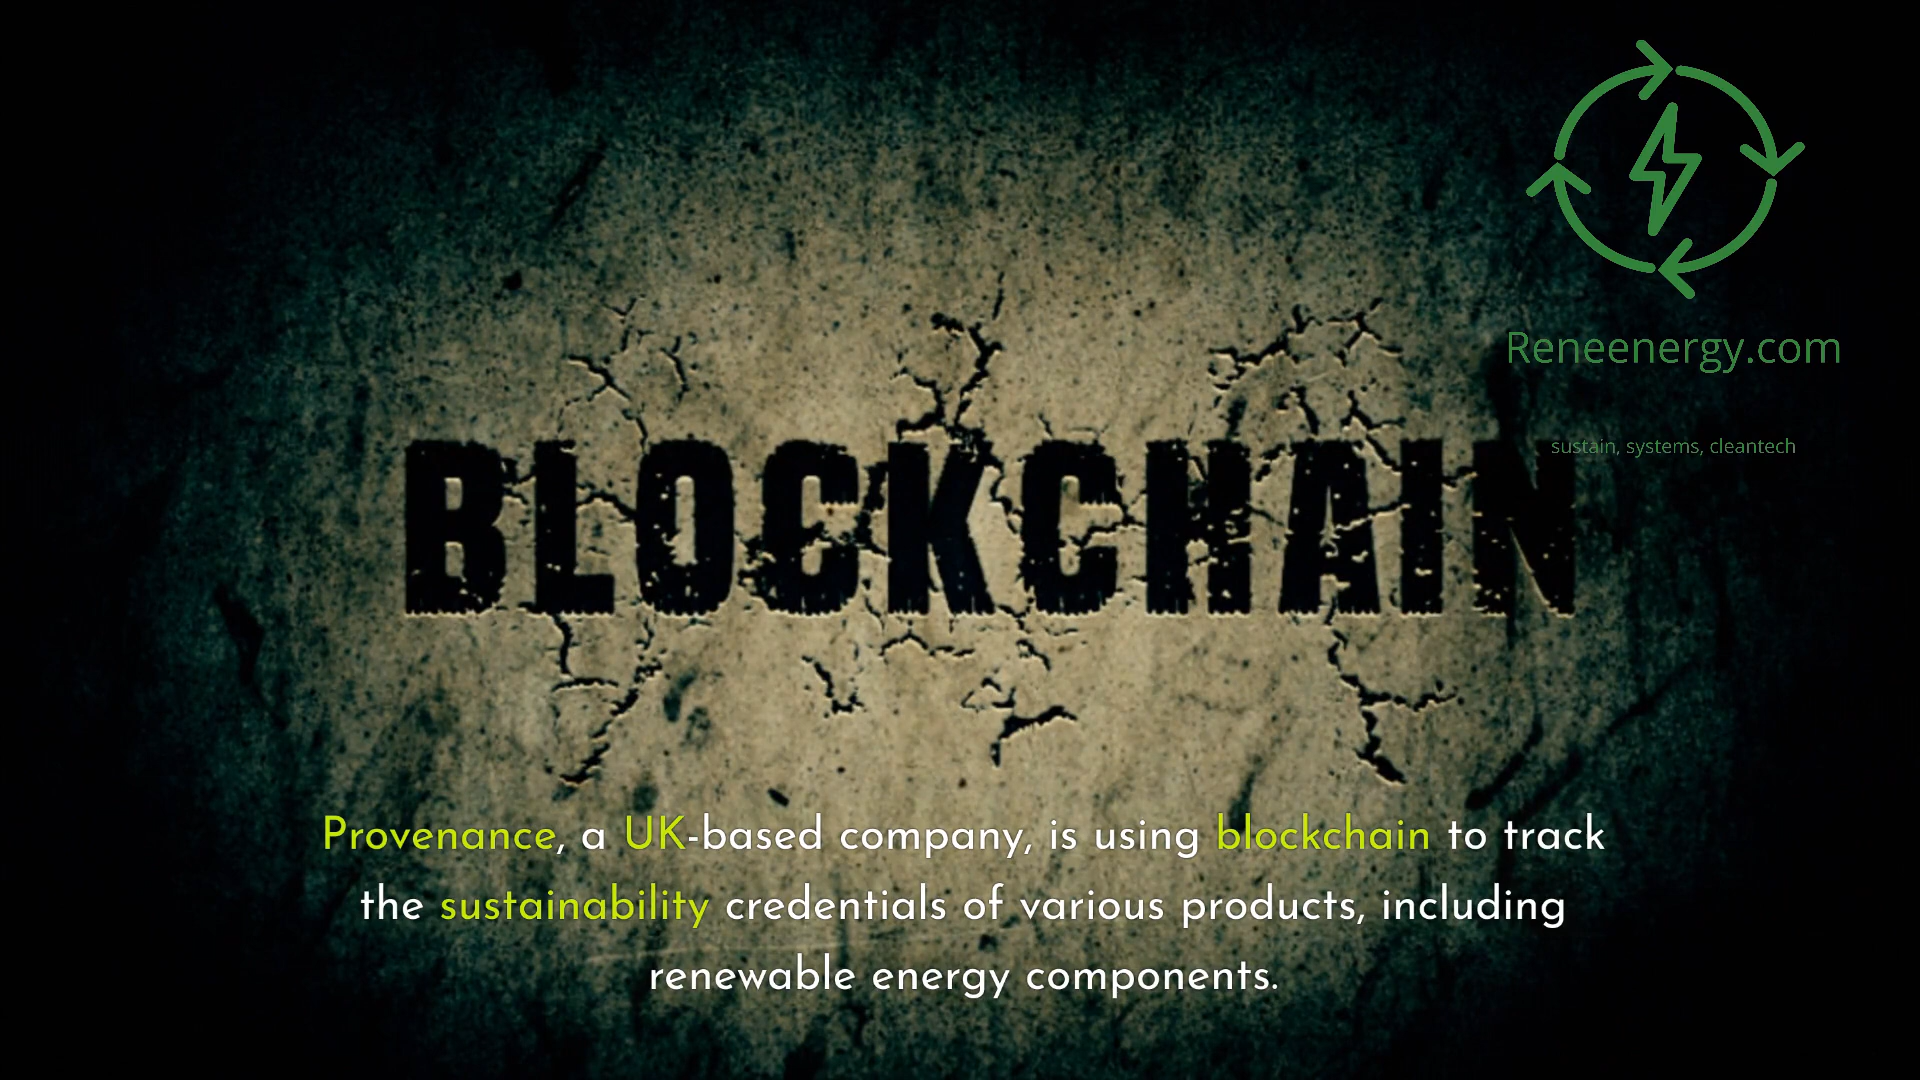 Reneenergy.com
sustain, systems, cleantech
BLOCKCHAIN
Provenance, a UK-based company, is using blockchain to track
the sustainability credentials of various products, including
renewable energy components.